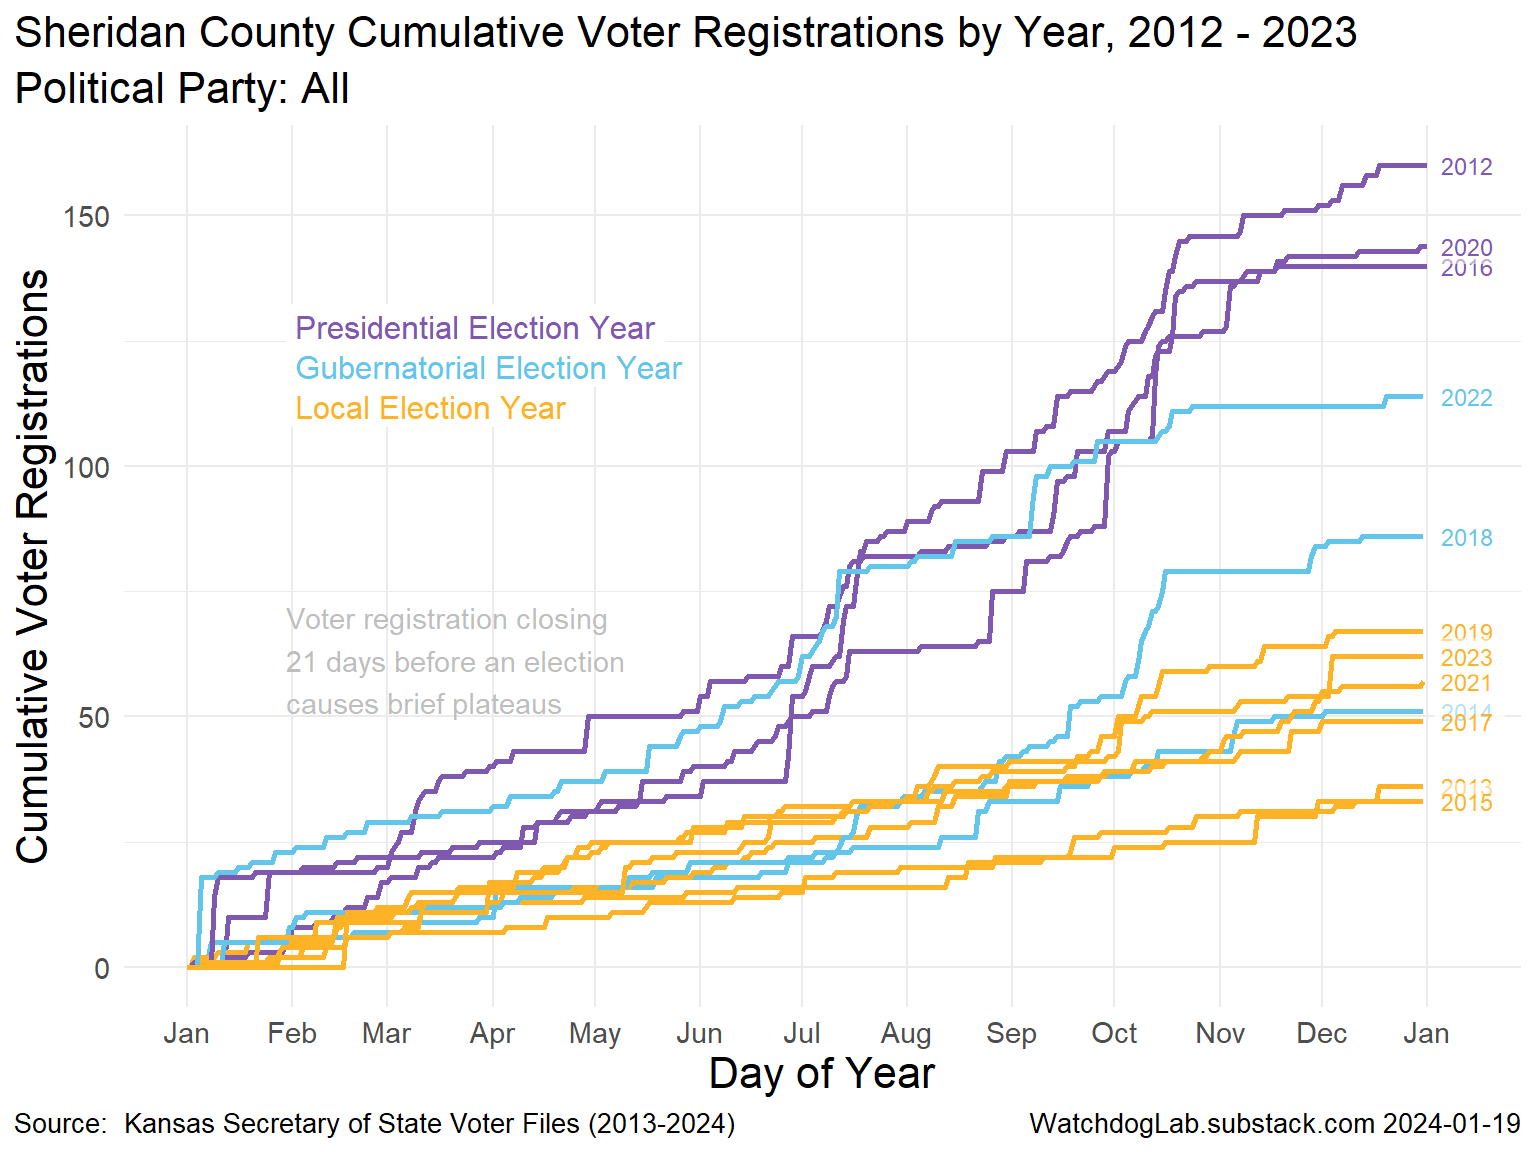 Sheridan County Cumulative Voter Registrations by Year, 2012 - 2023
Political Party: All
Cumulative Voter Registrations
150
100
50
0
Presidential Election Year
Gubernatorial Election Year
Local Election Year
Voter registration closing
21 days before an election
causes brief plateaus
2012
2020
2016
2022
2018
2019
2023
2021
2014
2017
2013
2015
Jan Feb Mar Apr May Jun Jul Aug Sep Oct Nov Dec Jan
Day of Year
Source:  Kansas Secretary of State Voter Files (2013-2024)
WatchdogLab.substack.com 2024-01-19